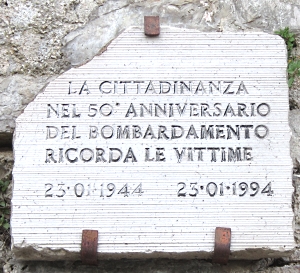 LA CITTADINANZA
NEL 50° ANNIVERSARIO
DEL BOMBARDAMENTO
RICORDA LE VITTIME
23·01·1944 23·01·1994